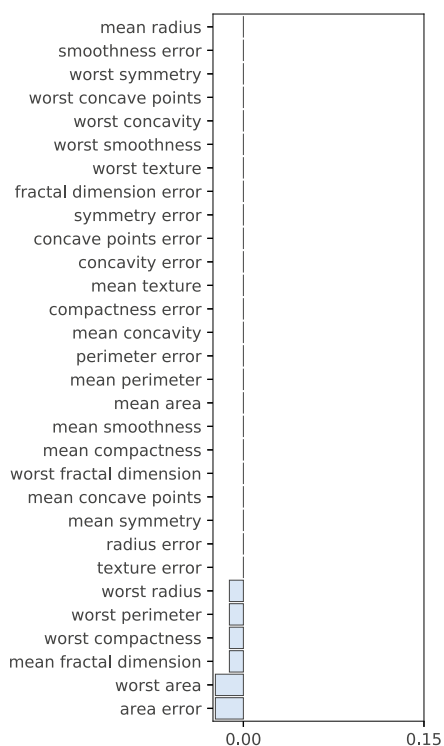 mean radius
smoothness error
worst symmetry
worst concave points
worst concavity
worst smoothness
worst texture
fractal dimension error
symmetry error
concave points error
concavity error
mean texture
compactness error
mean concavity
perimeter error
mean perimeter
mean area
mean smoothness
mean compactness
worst fractal dimension
mean concave points
mean symmetry
radius error
texture error
worst radius
worst perimeter
worst compactness
mean fractal dimension
worst area
area error
0.00 0.15